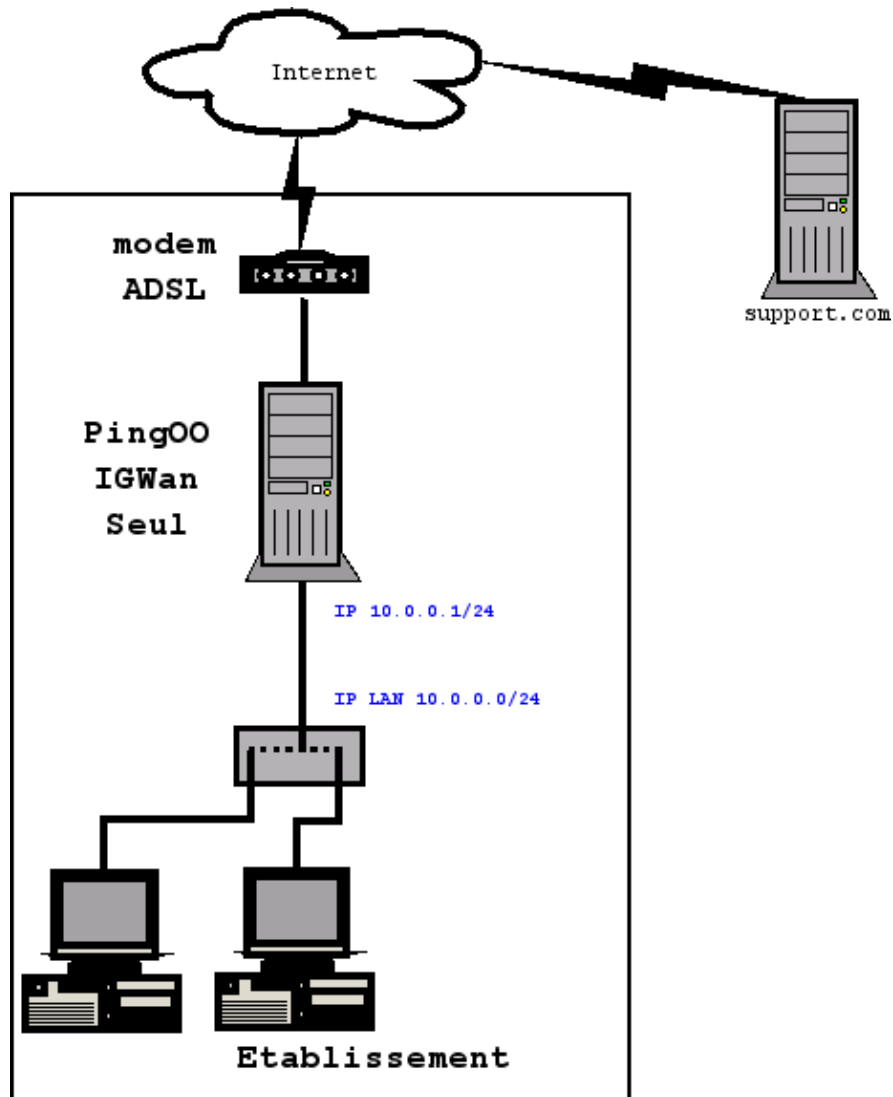 Internet
modem
ADSL
support.com
PingOO
IGWan
Seul
IP 10.0.0.1/24
IP LAN 10.0.0.0/24
Etablissement